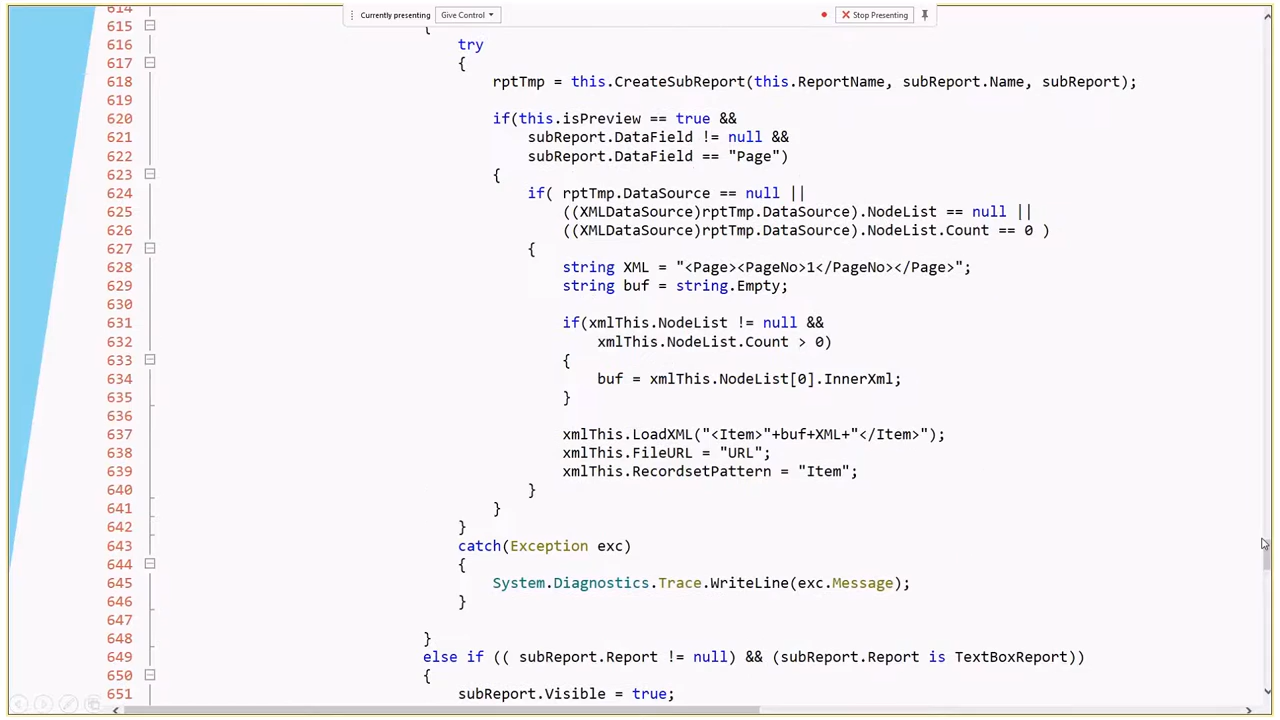 Currently presenting Give Control Stop Presenting
614
615 {
616 try
617 {
618 rptTmp = this.CreateSubReport(this.ReportName, subReport.Name, subReport);
619
620 if(this.isPreview == true &&
621 subReport.DataField != null &&
622 subReport.DataField == "Page")
623 {
624 if( rptTmp.DataSource == null ||
625 ((XMLDataSource)rptTmp.DataSource).NodeList == null ||
626 ((XMLDataSource)rptTmp.DataSource).NodeList.Count == 0 )
627 {
628 string XML = "<Page><PageNo>1</PageNo></Page>";
629 string buf = string.Empty;
630
631 if(xmlThis.NodeList != null &&
632 xmlThis.NodeList.Count > 0)
633 {
634 buf = xmlThis.NodeList[0].InnerXml;
635 }
636
637 xmlThis.LoadXML("<Item>"+buf+XML+"</Item>");
638 xmlThis.FileURL = "URL";
639 xmlThis.RecordsetPattern = "Item";
640 }
641 }
642 }
643 catch(Exception exc)
644 {
645 System.Diagnostics.Trace.WriteLine(exc.Message);
646 }
647
648 }
649 else if (( subReport.Report != null) && (subReport.Report is TextBoxReport))
650 {
651 subReport.Visible = true;